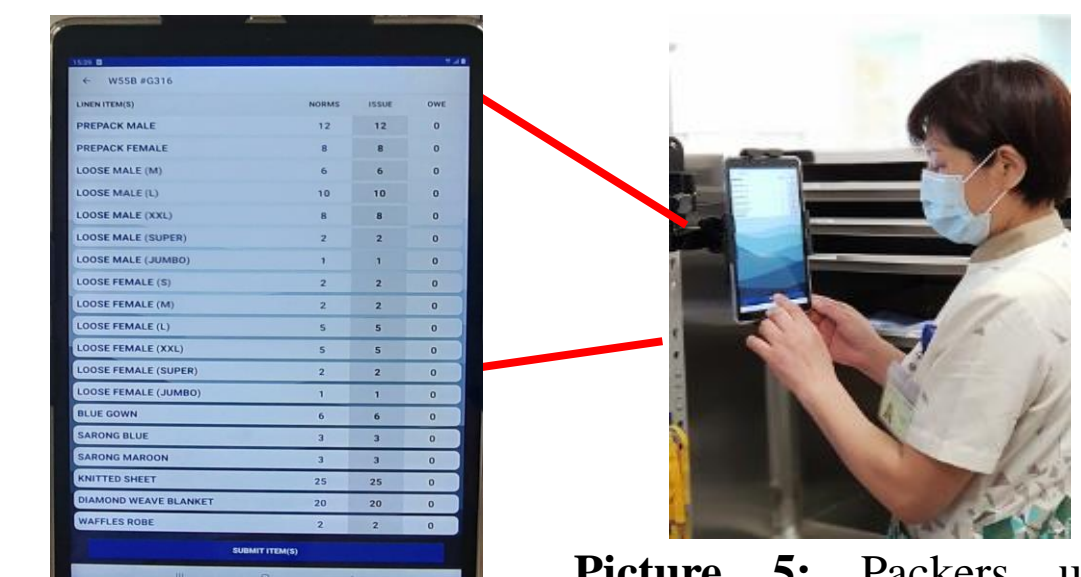 15:39
← W55B #G316
LINEN ITEM(S) NORMS ISSUE OWE
PREPACK MALE 12 12 0
PREPACK FEMALE 8 8 0
LOOSE MALE (M) 6 6 0
LOOSE MALE (L) 10 10 0
LOOSE MALE (XXL) 8 8 0
LOOSE MALE (SUPER) 2 2 0
LOOSE MALE (JUMBO) 1 1 0
LOOSE FEMALE (S) 2 2 0
LOOSE FEMALE (M) 2 2 0
LOOSE FEMALE (L) 5 5 0
LOOSE FEMALE (XXL) 5 5 0
LOOSE FEMALE (SUPER) 2 2 0
LOOSE FEMALE (JUMBO) 1 1 0
BLUE GOWN 6 6 0
SARONG BLUE 3 3 0
SARONG MAROON 3 3 0
KNITTED SHEET 25 25 0
DIAMOND WEAVE BLANKET 20 20 0
WAFFLES ROBE 2 2 0
SUBMIT ITEM(S)
Picture 5: Packers u